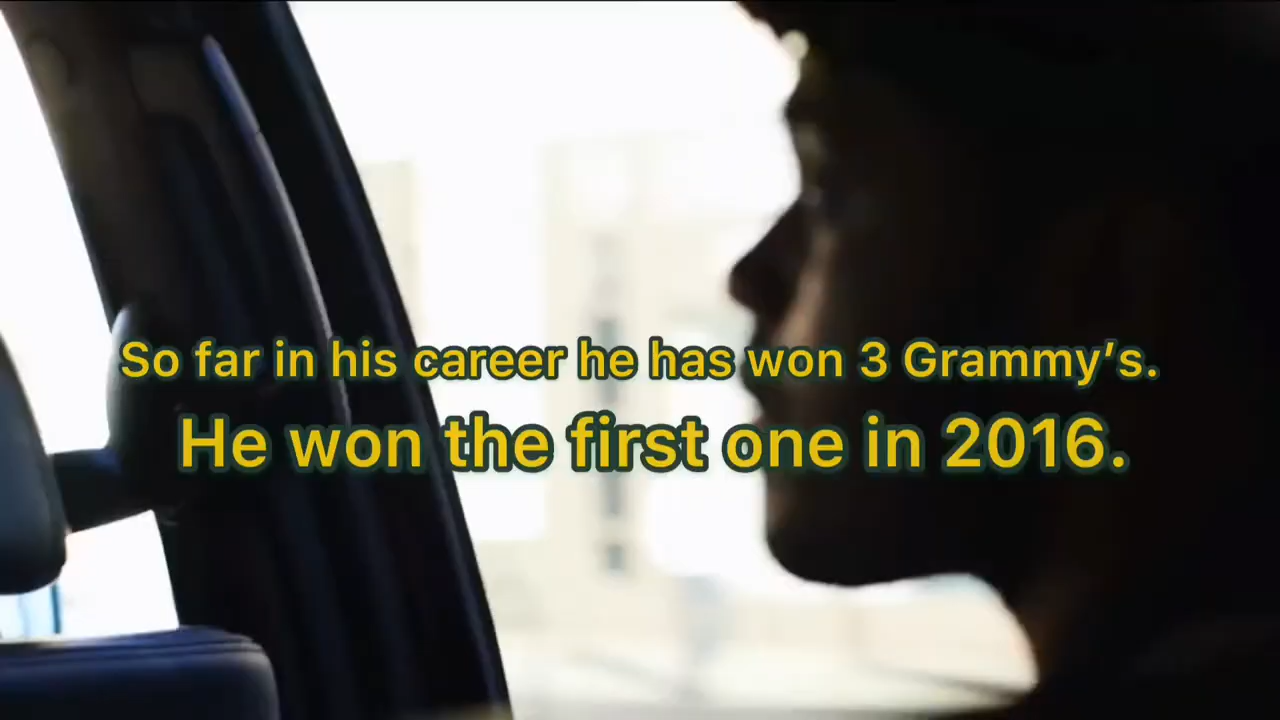 So far in his career he has won 3 Grammy’s.
He won the first one in 2016.